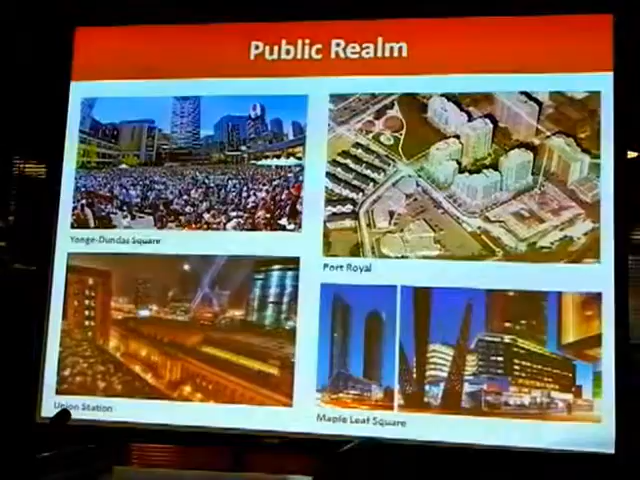 Public Realm
Yonge-Dundas Square
Port Royal
Union Station
Maple Leaf Square